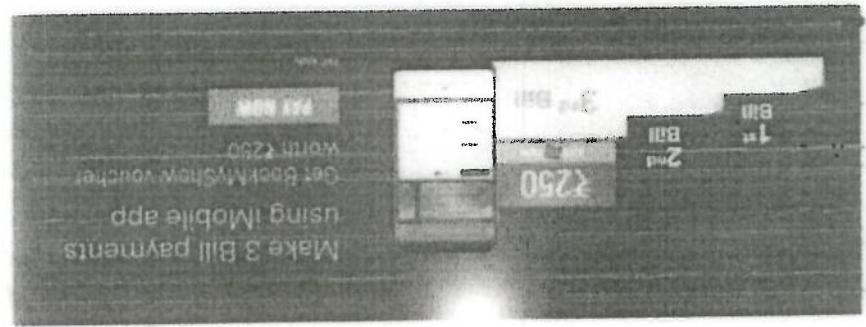 Make 3 Bill payments
using iMobile app
Get BookMyShow voucher
worth ₹250
PAY NOW
1st
Bill
2nd
Bill
3rd Bill
₹250